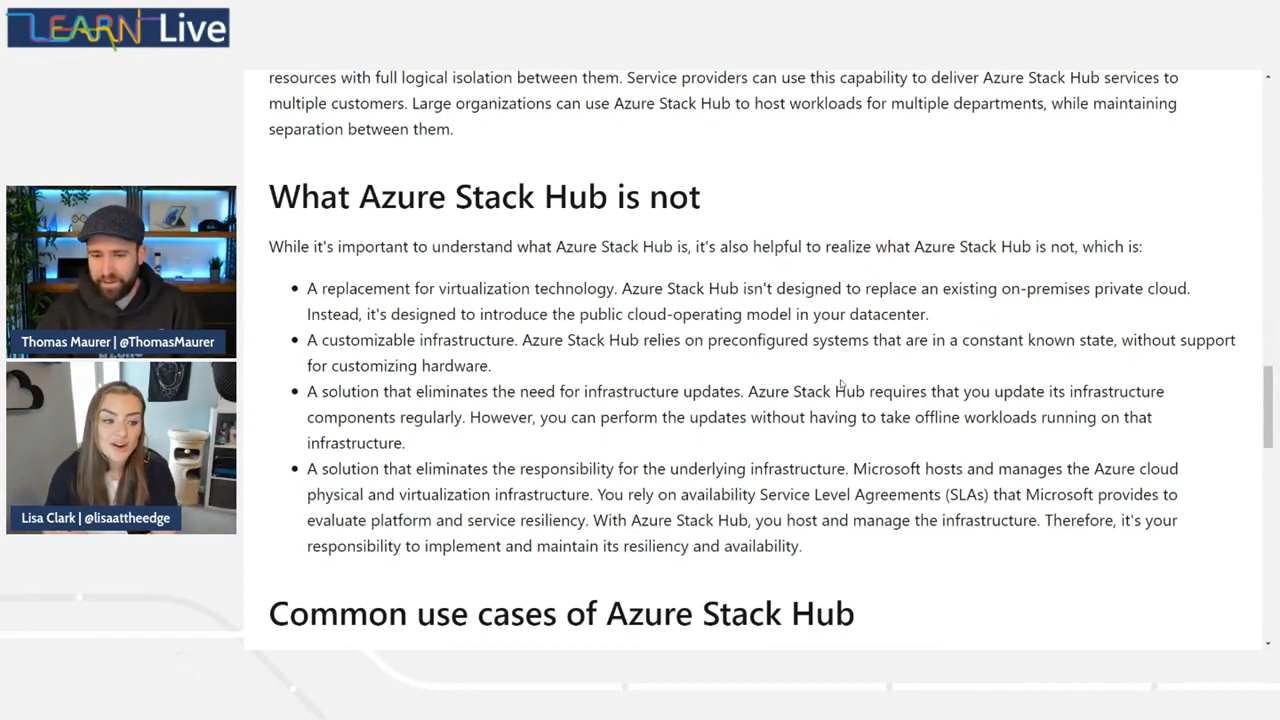 LEARN Live
resources with full logical isolation between them. Service providers can use this capability to deliver Azure Stack Hub services to
multiple customers. Large organizations can use Azure Stack Hub to host workloads for multiple departments, while maintaining
separation between them.
What Azure Stack Hub is not
While it's important to understand what Azure Stack Hub is, it's also helpful to realize what Azure Stack Hub is not, which is:
• A replacement for virtualization technology. Azure Stack Hub isn't designed to replace an existing on-premises private cloud.
Instead, it's designed to introduce the public cloud-operating model in your datacenter.
• A customizable infrastructure. Azure Stack Hub relies on preconfigured systems that are in a constant known state, without support
for customizing hardware.
• A solution that eliminates the need for infrastructure updates. Azure Stack Hub requires that you update its infrastructure
components regularly. However, you can perform the updates without having to take offline workloads running on that
infrastructure.
• A solution that eliminates the responsibility for the underlying infrastructure. Microsoft hosts and manages the Azure cloud
physical and virtualization infrastructure. You rely on availability Service Level Agreements (SLAs) that Microsoft provides to
evaluate platform and service resiliency. With Azure Stack Hub, you host and manage the infrastructure. Therefore, it's your
responsibility to implement and maintain its resiliency and availability.
Common use cases of Azure Stack Hub
Thomas Maurer | @ThomasMaurer
Lisa Clark | @lisaattheedge